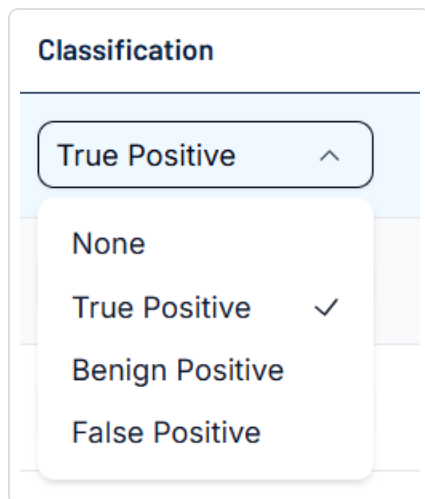 Classification
True Positive
None
True Positive
Benign Positive
False Positive